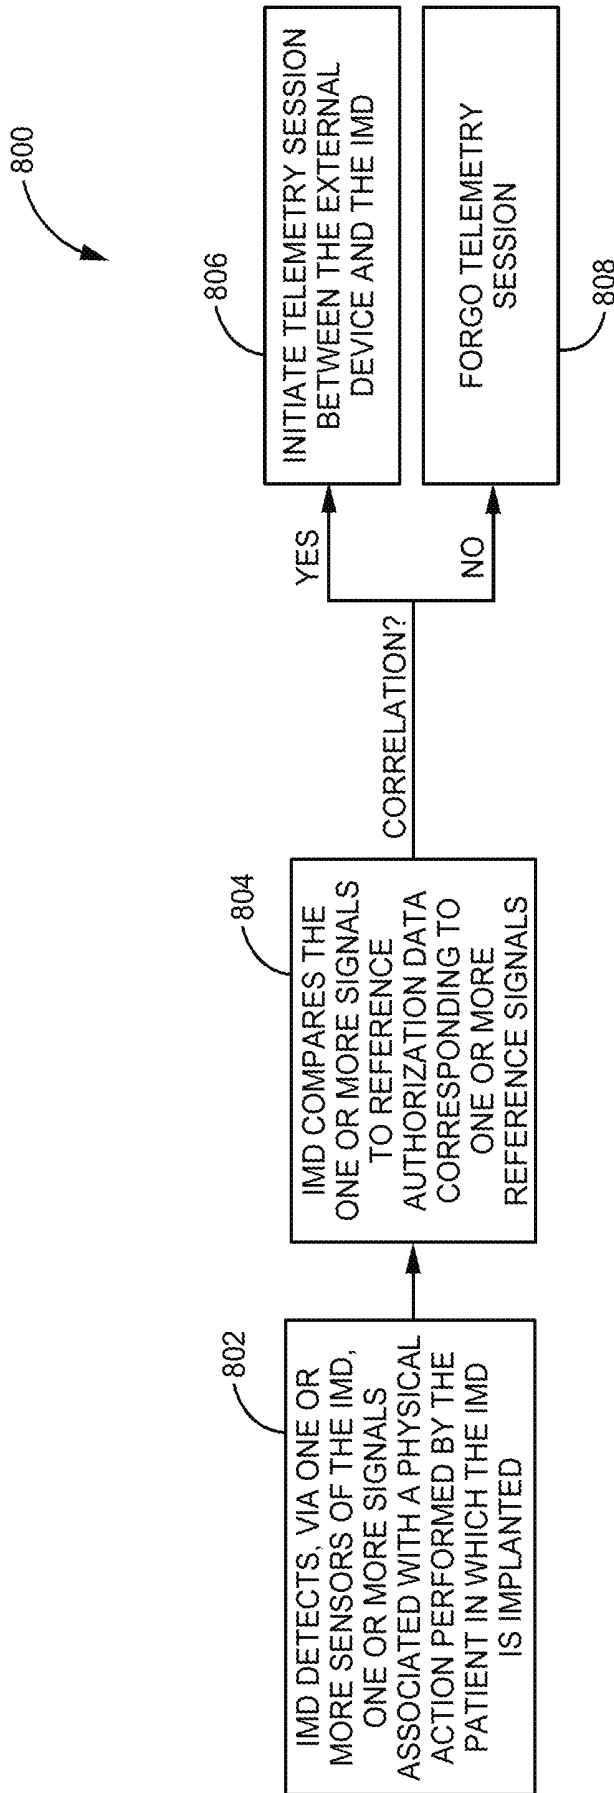 800
802
IMD DETECTS, VIA ONE OR
MORE SENSORS OF THE IMD,
ONE OR MORE SIGNALS
ASSOCIATED WITH A PHYSICAL
ACTION PERFORMED BY THE
PATIENT IN WHICH THE IMD
IS IMPLANTED
804
IMD COMPARES THE
ONE OR MORE SIGNALS
TO REFERENCE
AUTHORIZATION DATA
CORRESPONDING TO
ONE OR MORE
REFERENCE SIGNALS
CORRELATION?
YES
NO
806
INITIATE TELEMETRY SESSION
BETWEEN THE EXTERNAL
DEVICE AND THE IMD
FORGO TELEMETRY
SESSION
808